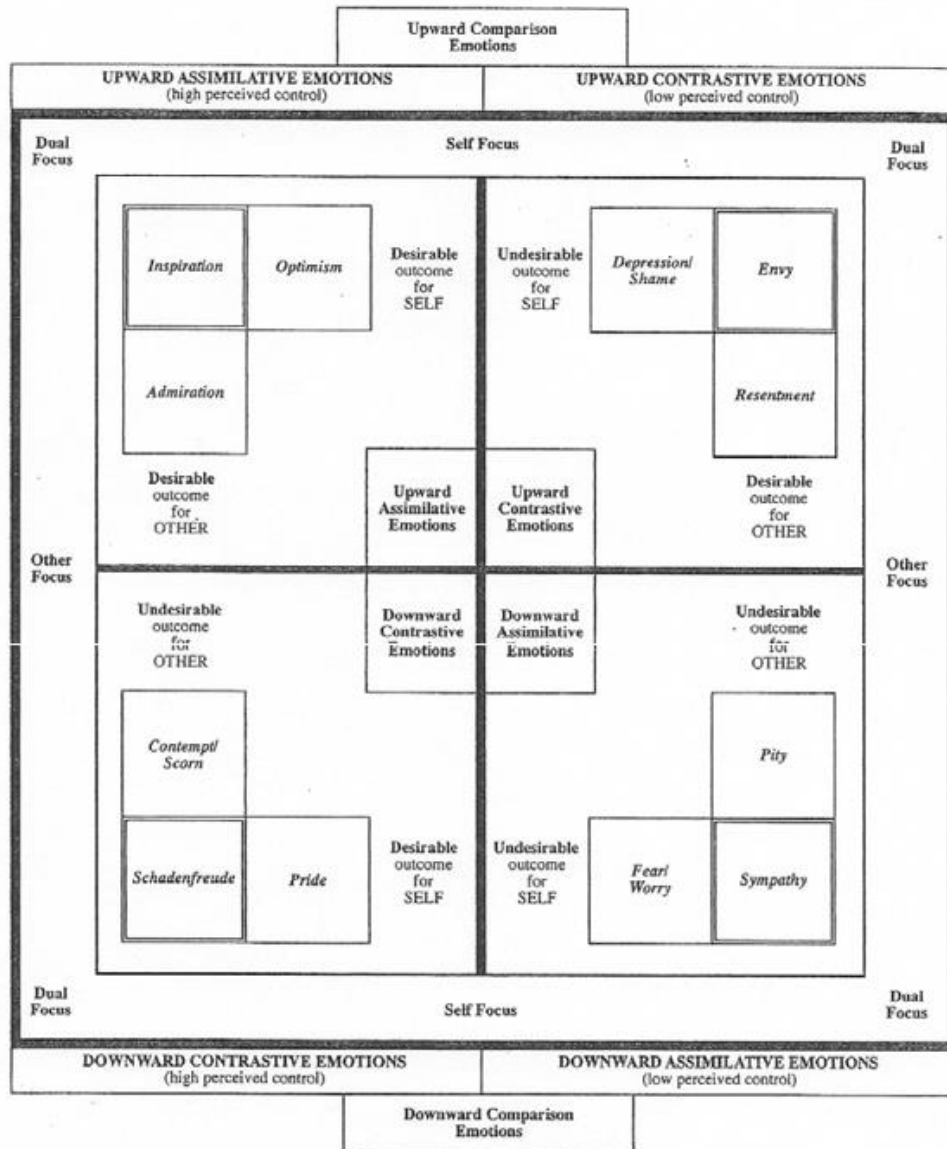 Upward Comparison
Emotions
UPWARD ASSIMILATIVE EMOTIONS
(high perceived control)
UPWARD CONTRASTIVE EMOTIONS
(low perceived control)
Dual
Focus
Self Focus
Dual
Focus
Inspiration
Optimism
Desirable
outcome
for
SELF
Undesirable
outcome
for
SELF
Depression/
Shame
Envy
Admiration
Resentment
Desirable
outcome
for
OTHER
Upward
Assimilative
Emotions
Upward
Contrastive
Emotions
Desirable
outcome
for
OTHER
Other
Focus
Other
Focus
Undesirable
outcome
for
OTHER
Downward
Contrastive
Emotions
Downward
Assimilative
Emotions
Undesirable
outcome
for
OTHER
Contempt/
Scorn
Pity
Schadenfreude
Pride
Desirable
outcome
for
SELF
Undesirable
outcome
for
SELF
Fear/
Worry
Sympathy
Dual
Focus
Self Focus
Dual
Focus
DOWNWARD CONTRASTIVE EMOTIONS
(high perceived control)
DOWNWARD ASSIMILATIVE EMOTIONS
(low perceived control)
Downward Comparison
Emotions